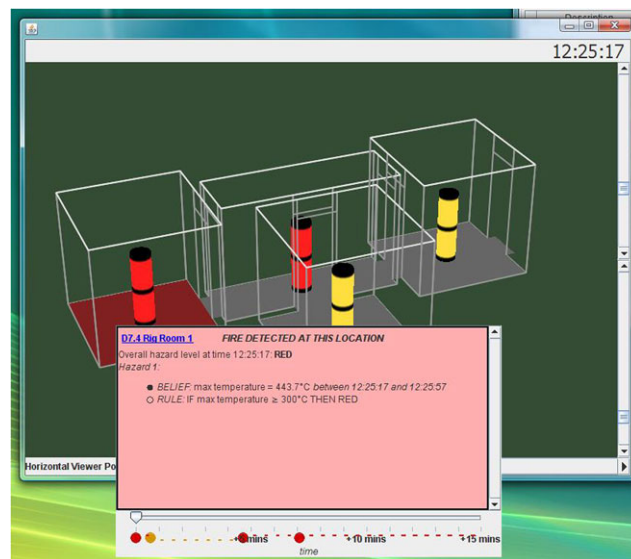 Description
12:25:17
D7.4 Rig Room 1 FIRE DETECTED AT THIS LOCATION
Overall hazard level at time 12:25:17: RED
Hazard 1:
BELIEF: max temperature = 443.7°C between 12:25:17 and 12:25:57
RULE: IF max temperature ≥ 300°C THEN RED
Horizontal Viewer Po
mins +10 mins +15 mins
time